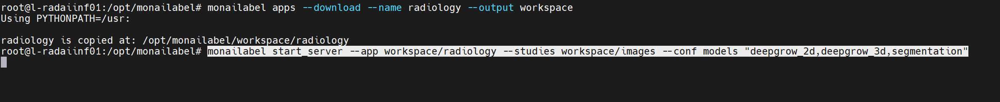 root@l-radaiinf01:/opt/monailabel# monailabel apps --download --name radiology --output workspace
Using PYTHONPATH=/usr:
radiology is copied at: /opt/monailabel/workspace/radiology
root@l-radaiinf01:/opt/monailabel# monailabel start_server --app workspace/radiology --studies workspace/images --conf models "deepgrow_2d,deepgrow_3d,segmentation"